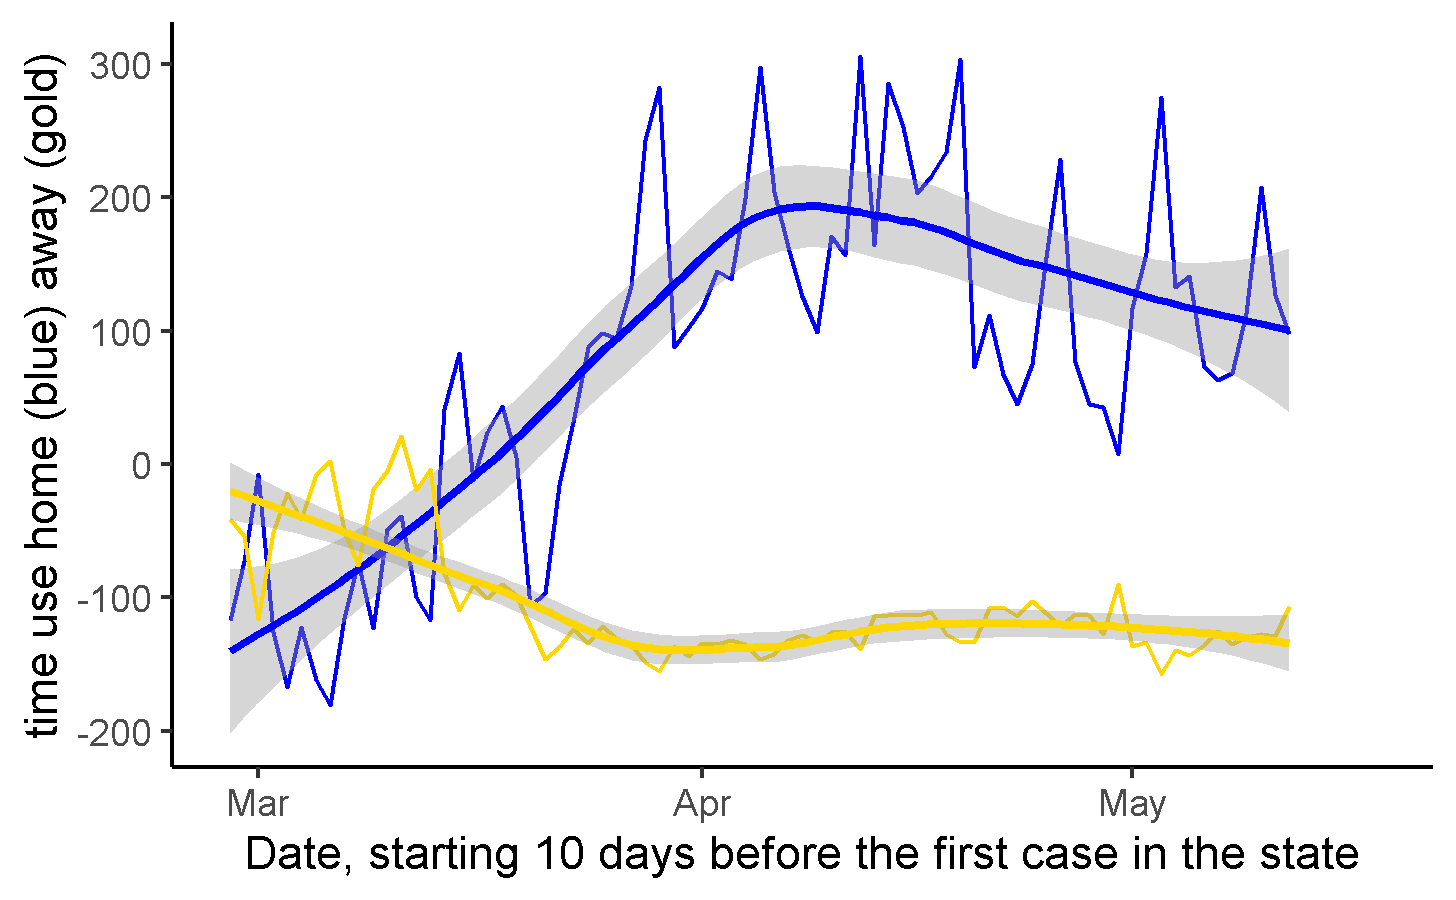 time use home (blue) away (gold)
300
200
100
0
-100
-200
Mar
Apr
May
Date, starting 10 days before the first case in the state